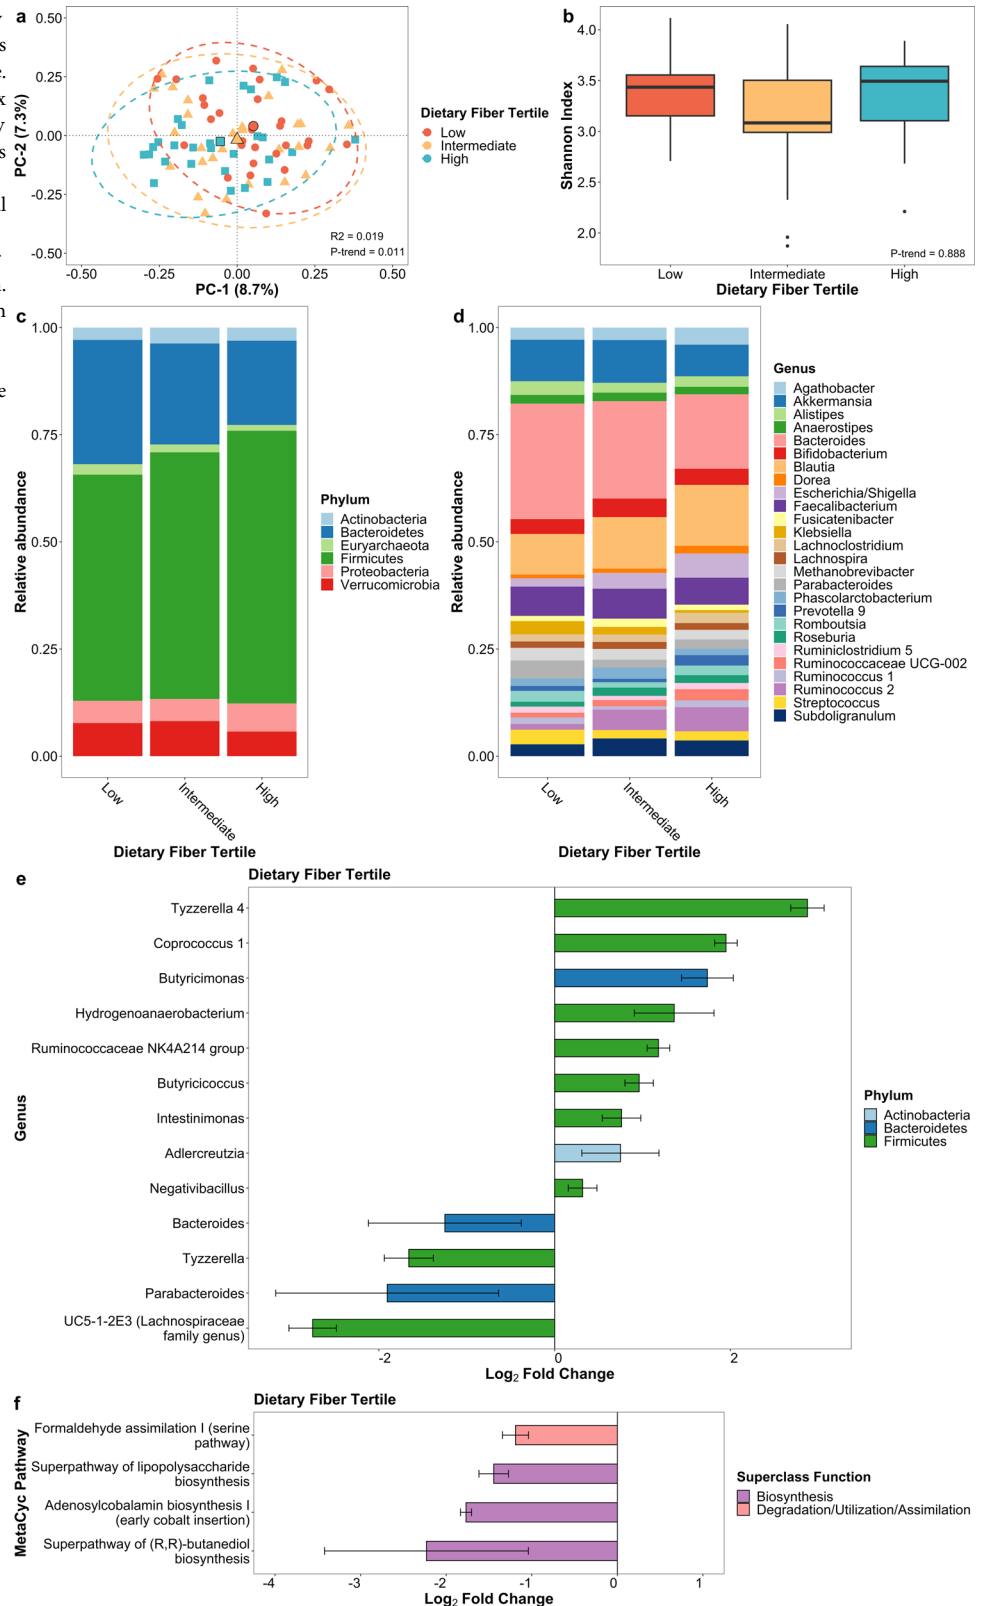 s
e.
x
y
s
l
.
n
e
a
0.50
0.25
0.00
-0.25
-0.50
PC-2 (7.3%)
R2 = 0.019
P-trend = 0.011
-0.50 -0.25 0.00 0.25 0.50
PC-1 (8.7%)
Dietary Fiber Tertile
Low
Intermediate
High
b
4.0
3.5
3.0
2.5
2.0
Shannon Index
P-trend = 0.888
Low Intermediate High
Dietary Fiber Tertile
c
1.00
0.75
0.50
0.25
0.00
Relative abundance
Low Intermediate High
Dietary Fiber Tertile
Phylum
Actinobacteria
Bacteroidetes
Euryarchaeota
Firmicutes
Proteobacteria
Verrucomicrobia
d
1.00
0.75
0.50
0.25
0.00
Relative abundance
Low Intermediate High
Dietary Fiber Tertile
Genus
Agathobacter
Akkermansia
Alistipes
Anaerostipes
Bacteroides
Bifidobacterium
Blautia
Dorea
Escherichia/Shigella
Faecalibacterium
Fusicatenibacter
Klebsiella
Lachnoclostridium
Lachnospira
Methanobrevibacter
Parabacteroides
Phascolarctobacterium
Prevotella 9
Romboutsia
Roseburia
Ruminiclostridium 5
Ruminococcaceae UCG-002
Ruminococcus 1
Ruminococcus 2
Streptococcus
Subdoligranulum
e
Dietary Fiber Tertile
Genus
Tyzzerella 4
Coprococcus 1
Butyricimonas
Hydrogenoanaerobacterium
Ruminococcaceae NK4A214 group
Butyricicoccus
Intestinimonas
Adlercreutzia
Negativibacillus
Bacteroides
Tyzzerella
Parabacteroides
UC5-1-2E3 (Lachnospiraceae
family genus)
-2 0 2
Log₂ Fold Change
Phylum
Actinobacteria
Bacteroidetes
Firmicutes
f
Dietary Fiber Tertile
MetaCyc Pathway
Formaldehyde assimilation I (serine
pathway)
Superpathway of lipopolysaccharide
biosynthesis
Adenosylcobalamin biosynthesis I
(early cobalt insertion)
Superpathway of (R,R)-butanediol
biosynthesis
-4 -3 -2 -1 0 1
Log₂ Fold Change
Superclass Function
Biosynthesis
Degradation/Utilization/Assimilation